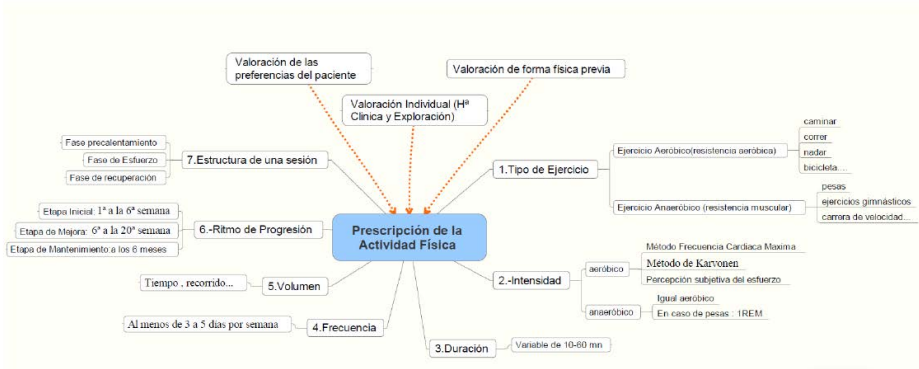 Valoración de las
preferencias del paciente
Valoración de forma física previa
Valoración Individual (Hª
Clínica y Exploración)
Prescripción de la
Actividad Física
1.Tipo de Ejercicio
Ejercicio Aeróbico(resistencia aeróbica)
caminar
correr
nadar
bicicleta....
Ejercicio Anaeróbico (resistencia muscular)
pesas
ejercicios gimnásticos
carrera de velocidad...
2.-Intensidad
aeróbico
Método Frecuencia Cardiaca Maxima
Método de Karvonen
Percepción subjetiva del esfuerzo
anaeróbico
Igual aeróbico
En caso de pesas : 1REM
3.Duración
Variable de 10-60 mn
4.Frecuencia
Al menos de 3 a 5 días por semana
5.Volumen
Tiempo , recorrido...
6.-Ritmo de Progresión
Etapa Inicial: 1ª a la 6ª semana
Etapa de Mejora: 6ª a la 20ª semana
Etapa de Mantenimiento:a los 6 meses
7.Estructura de una sesión
Fase precalentamiento
Fase de Esfuerzo
Fase de recuperación